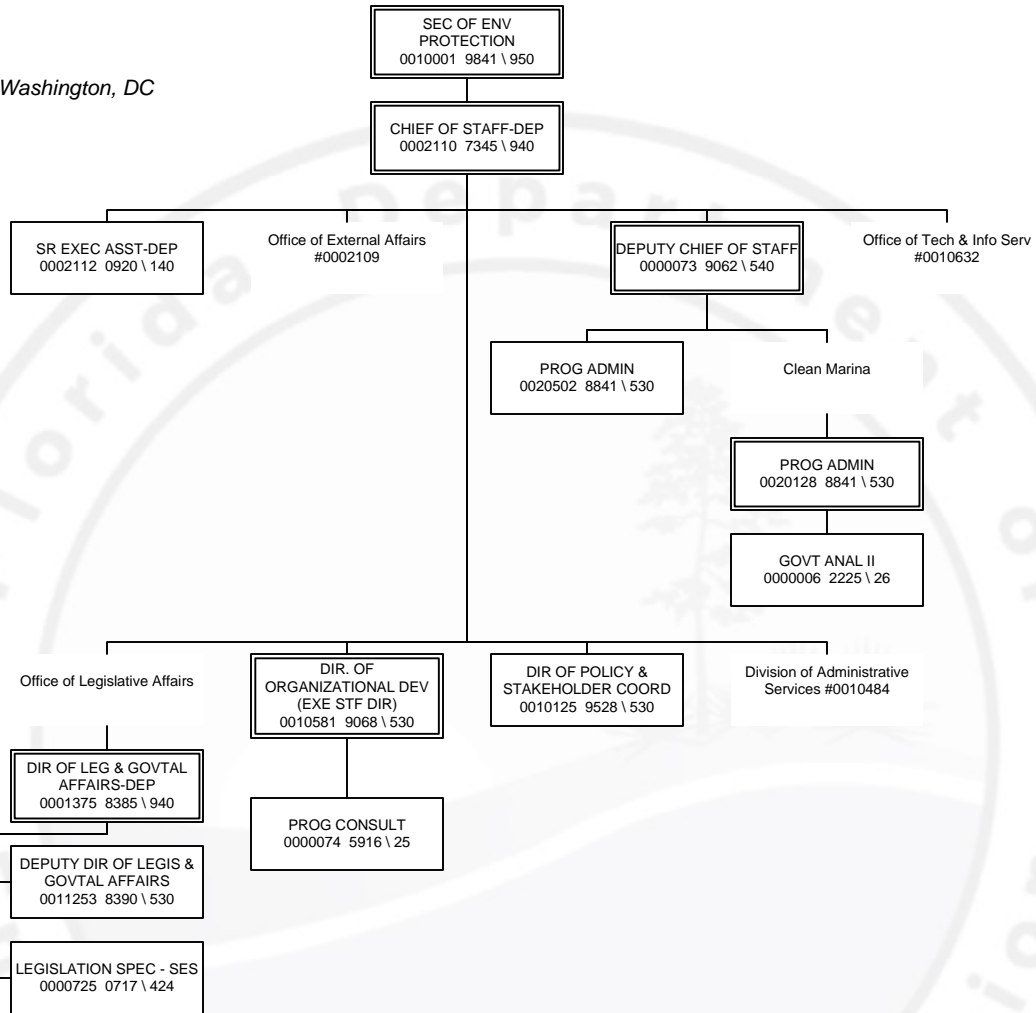 SEC OF ENV
PROTECTION
0010001 9841 \ 950
Washington, DC
CHIEF OF STAFF-DEP
0002110 7345 \ 940
SR EXEC ASST-DEP
0002112 0920 \ 140
Office of External Affairs
#0002109
DEPUTY CHIEF OF STAFF
0000073 9062 \ 540
Office of Tech & Info Serv
#0010632
PROG ADMIN
0020502 8841 \ 530
Clean Marina
PROG ADMIN
0020128 8841 \ 530
GOVT ANAL II
0000006 2225 \ 26
Office of Legislative Affairs
DIR. OF
ORGANIZATIONAL DEV
(EXE STF DIR)
0010581 9068 \ 530
DIR OF POLICY &
STAKEHOLDER COORD
0010125 9528 \ 530
Division of Administrative
Services #0010484
DIR OF LEG & GOVTAL
AFFAIRS-DEP
0001375 8385 \ 940
PROG CONSULT
0000074 5916 \ 25
DEPUTY DIR OF LEGIS &
GOVTAL AFFAIRS
0011253 8390 \ 530
LEGISLATION SPEC - SES
0000725 0717 \ 424